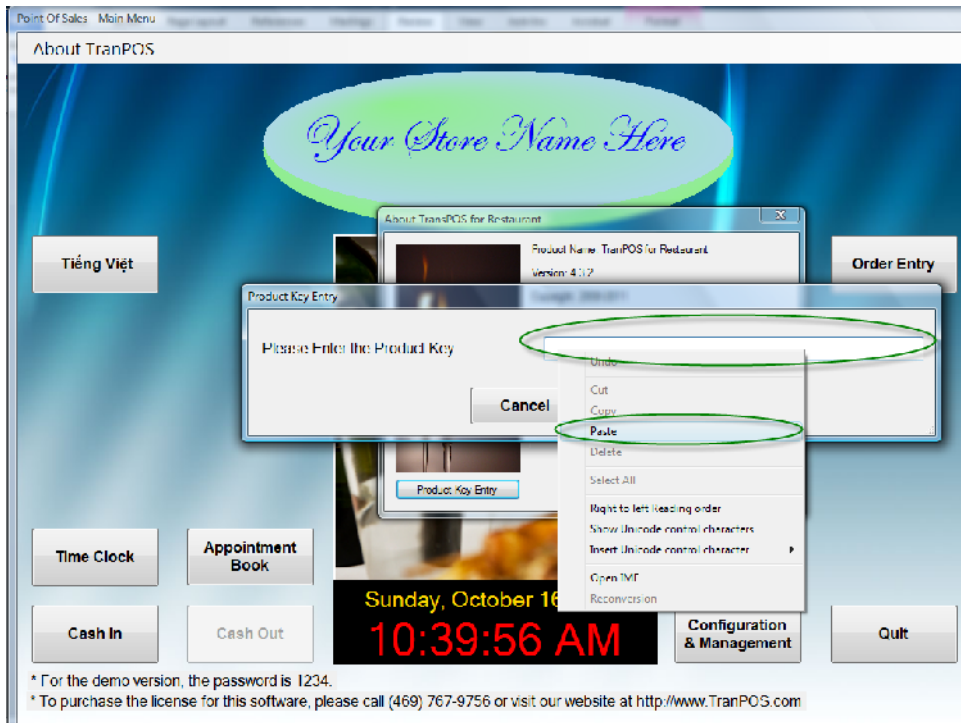 Point Of Sales Main Menu
About TranPOS
Your Store Name Here
About TransPOS for Restaurant
Product Name: TranPOS for Restaurant
Version: 4.3.2
Tiếng Việt
Order Entry
Product Key Entry
Please Enter the Product Key
Undo
Cut
Cancel
Copy
Paste
Delete
Select All
Product Key Entry
Right to left Reading order
Show Unicode control characters
Insert Unicode control character
Open IME
Reconversion
Time Clock
Appointment
Book
Sunday, October 16
10:39:56 AM
Cash In
Cash Out
Configuration
& Management
Quit
* For the demo version, the password is 1234.
* To purchase the license for this software, please call (469) 767-9756 or visit our website at http://www.TranPOS.com